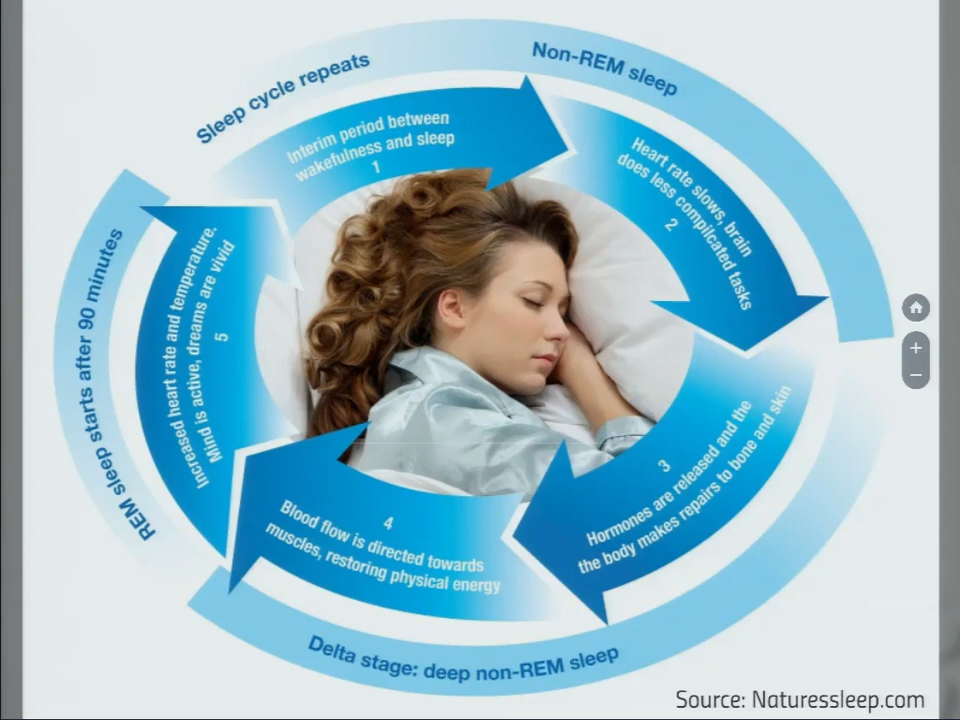 Sleep cycle repeats
Non-REM sleep
Interim period between
wakefulness and sleep
1
Heart rate slows, brain
does less complicated tasks
2
3
Hormones are released and the
the body makes repairs to bone and skin
4
Blood flow is directed towards
muscles, restoring physical energy
Increased heart rate and temperature.
Mind is active, dreams are vivid
5
REM sleep starts after 90 minutes
Delta stage: deep non-REM sleep
Source: Naturessleep.com